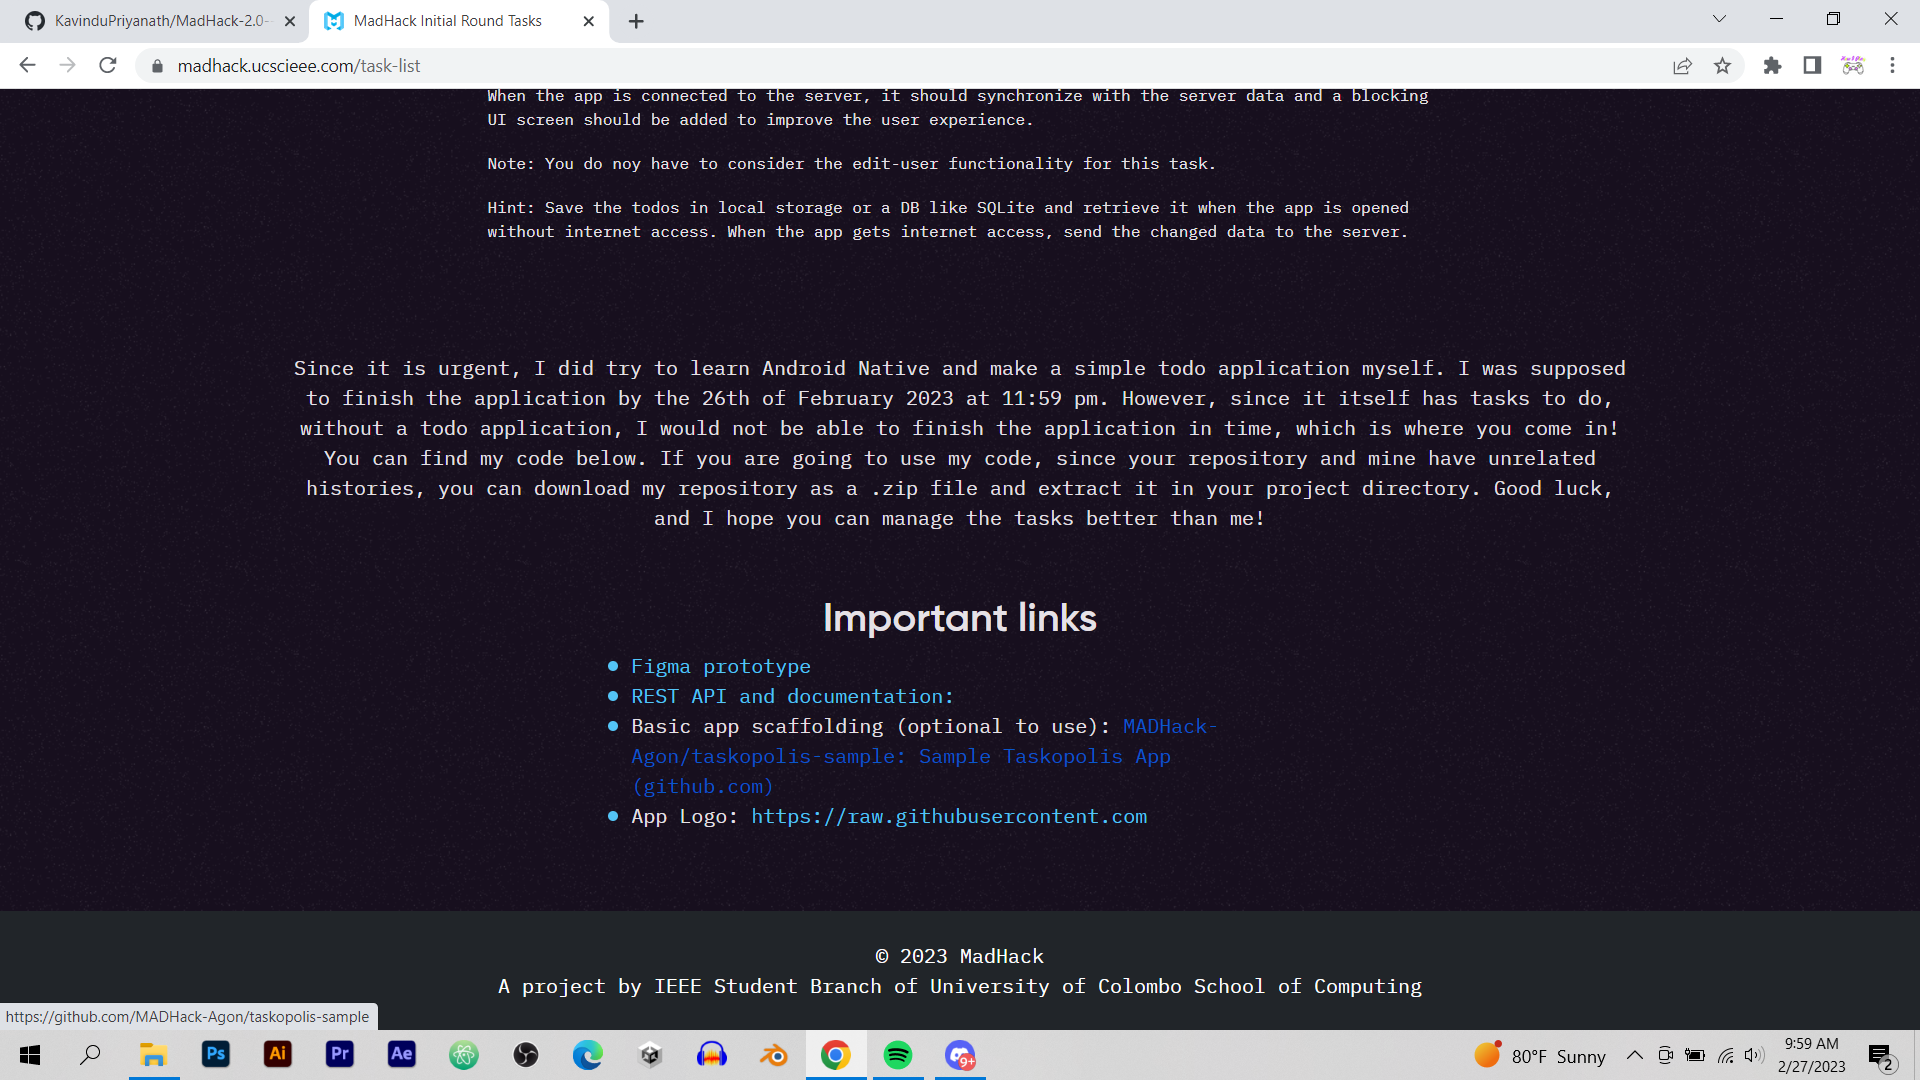 KavinduPriyanath/MadHack-2.0-
MadHack Initial Round Tasks
madhack.ucscieee.com/task-list
When the app is connected to the server, it should synchronize with the server data and a blocking
UI screen should be added to improve the user experience.
Note: You do noy have to consider the edit-user functionality for this task.
Hint: Save the todos in local storage or a DB like SQLite and retrieve it when the app is opened
without internet access. When the app gets internet access, send the changed data to the server.
Since it is urgent, I did try to learn Android Native and make a simple todo application myself. I was supposed
to finish the application by the 26th of February 2023 at 11:59 pm. However, since it itself has tasks to do,
without a todo application, I would not be able to finish the application in time, which is where you come in!
You can find my code below. If you are going to use my code, since your repository and mine have unrelated
histories, you can download my repository as a .zip file and extract it in your project directory. Good luck,
and I hope you can manage the tasks better than me!
Important links
Figma prototype
REST API and documentation:
Basic app scaffolding (optional to use): MADHack-
Agon/taskopolis-sample: Sample Taskopolis App
(github.com)
App Logo: https://raw.githubusercontent.com
© 2023 MadHack
A project by IEEE Student Branch of University of Colombo School of Computing
https://github.com/MADHack-Agon/taskopolis-sample
Ps
Ai
Pr
Ae
9+
80°F Sunny
9:59 AM
2/27/2023
2